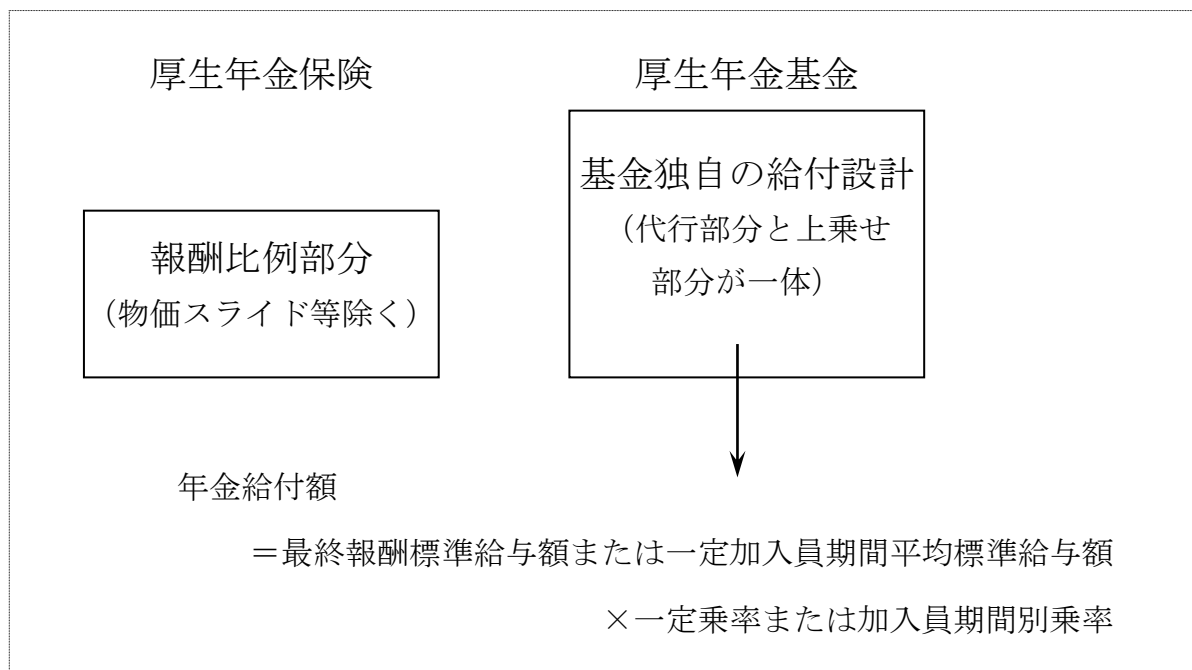 厚生年金保険
厚生年金基金
報酬比例部分
（物価スライド等除く）
基金独自の給付設計
（代行部分と上乗せ
部分が一体）
年金給付額
＝最終報酬標準給与額または一定加入員期間平均標準給与額
×一定乗率または加入員期間別乗率